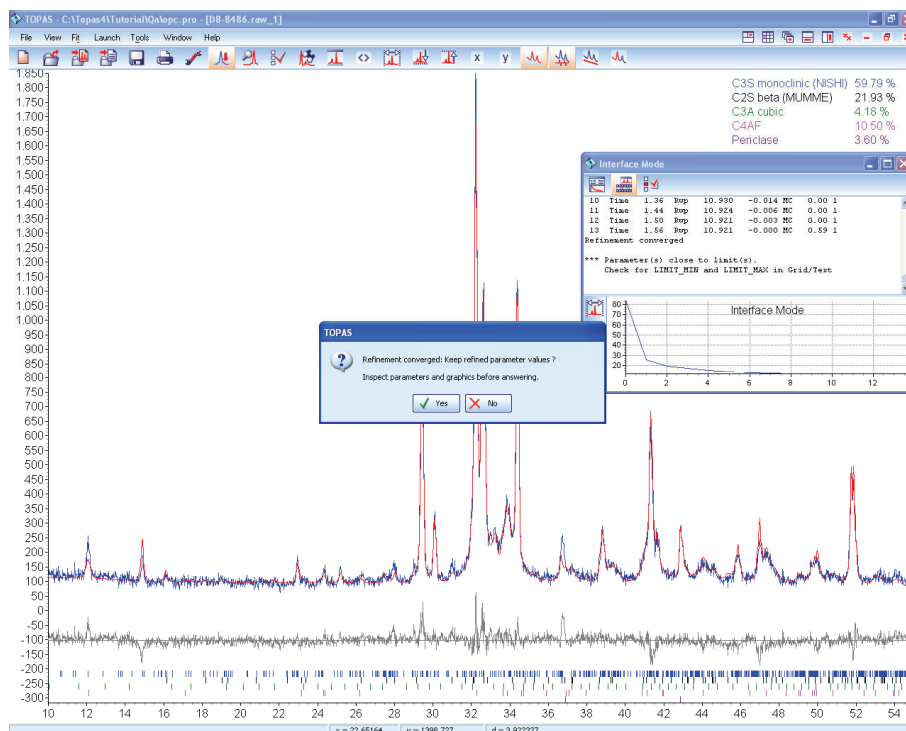 TOPAS - C:\Topas4\Tutorial\Qa\opc.pro - [D8-8486.raw_1]
File View Fit Launch Tools Window Help
x y
C3S monoclinic (NISHI) 59.79 %
C2S beta (MUMME) 21.93 %
C3A cubic 4.18 %
C4AF 10.50 %
Periclase 3.60 %
1.850
1.800
1.750
1.700
1.650
1.600
1.550
1.500
1.450
1.400
1.350
1.300
1.250
1.200
1.150
1.100
1.050
1.000
950
900
850
800
750
700
650
600
550
500
450
400
350
300
250
200
150
100
50
0
-50
-100
-150
-200
-250
-300
Interface Mode
10 Time 1.36 Rwp 10.930 -0.014 MC 0.00 1
11 Time 1.44 Rwp 10.924 -0.006 MC 0.00 1
12 Time 1.50 Rwp 10.921 -0.003 MC 0.00 1
13 Time 1.56 Rwp 10.921 -0.000 MC 0.59 1
Refinement converged
*** Parameter(s) close to limit(s).
Check for LIMIT_MIN and LIMIT_MAX in Grid/Text
Interface Mode
80
70
60
50
40
30
20
0 2 4 6 8 10 12
TOPAS
Refinement converged: Keep refined parameter values ?
Inspect parameters and graphics before answering.
Yes No
10 12 14 16 18 20 22 24 26 28 30 32 34 36 38 40 42 44 46 48 50 52 54
x = 22.65164 y = 1398.727 d = 3.922327